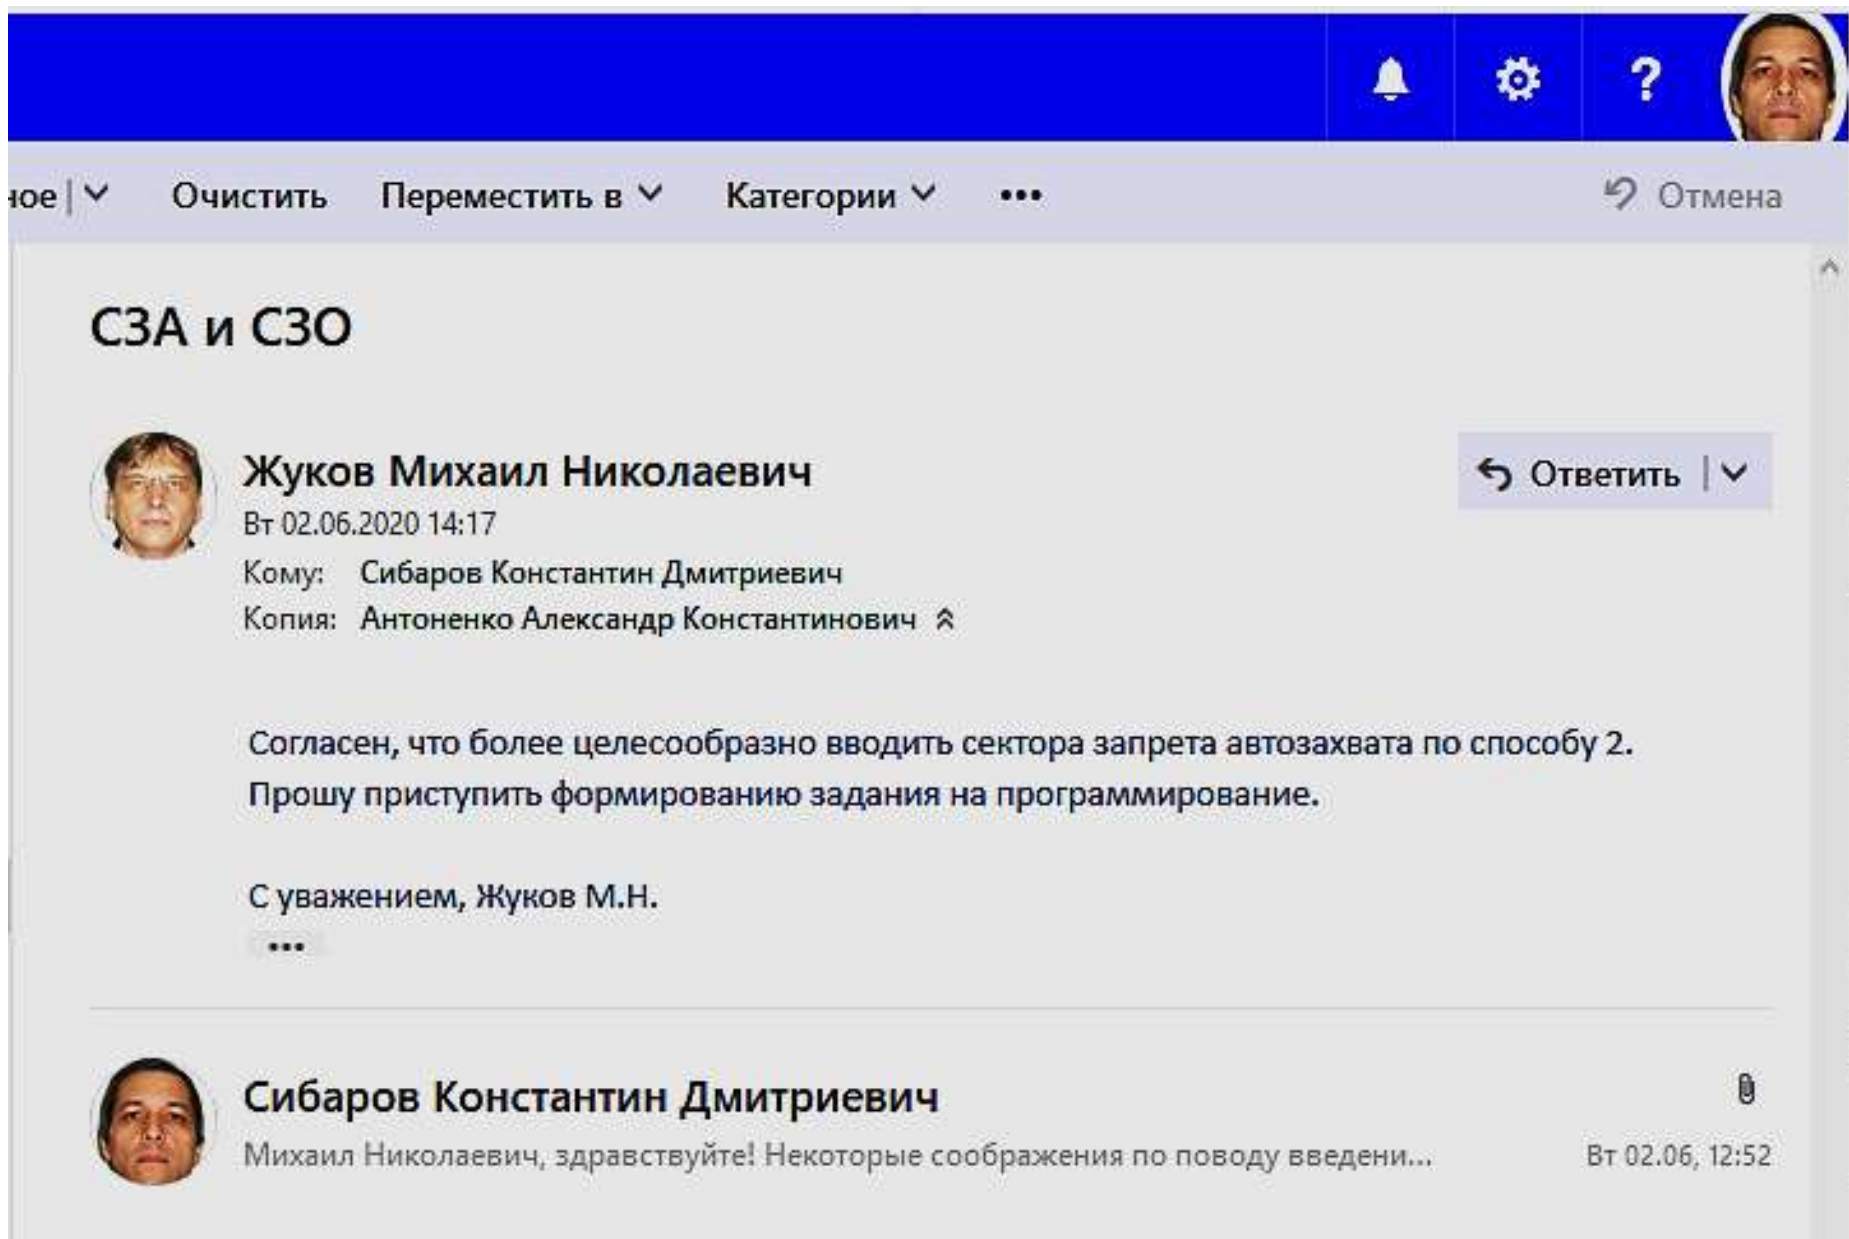 ?
ное | Очистить Переместить в Категории ••• Отмена
СЗА и СЗО
Жуков Михаил Николаевич
Ответить
Вт 02.06.2020 14:17
Кому: Сибаров Константин Дмитриевич
Копия: Антоненко Александр Константинович
Согласен, что более целесообразно вводить сектора запрета автозахвата по способу 2.
Прошу приступить формированию задания на программирование.
С уважением, Жуков М.Н.
•••
Сибаров Константин Дмитриевич
Михаил Николаевич, здравствуйте! Некоторые соображения по поводу введени...
Вт 02.06, 12:52